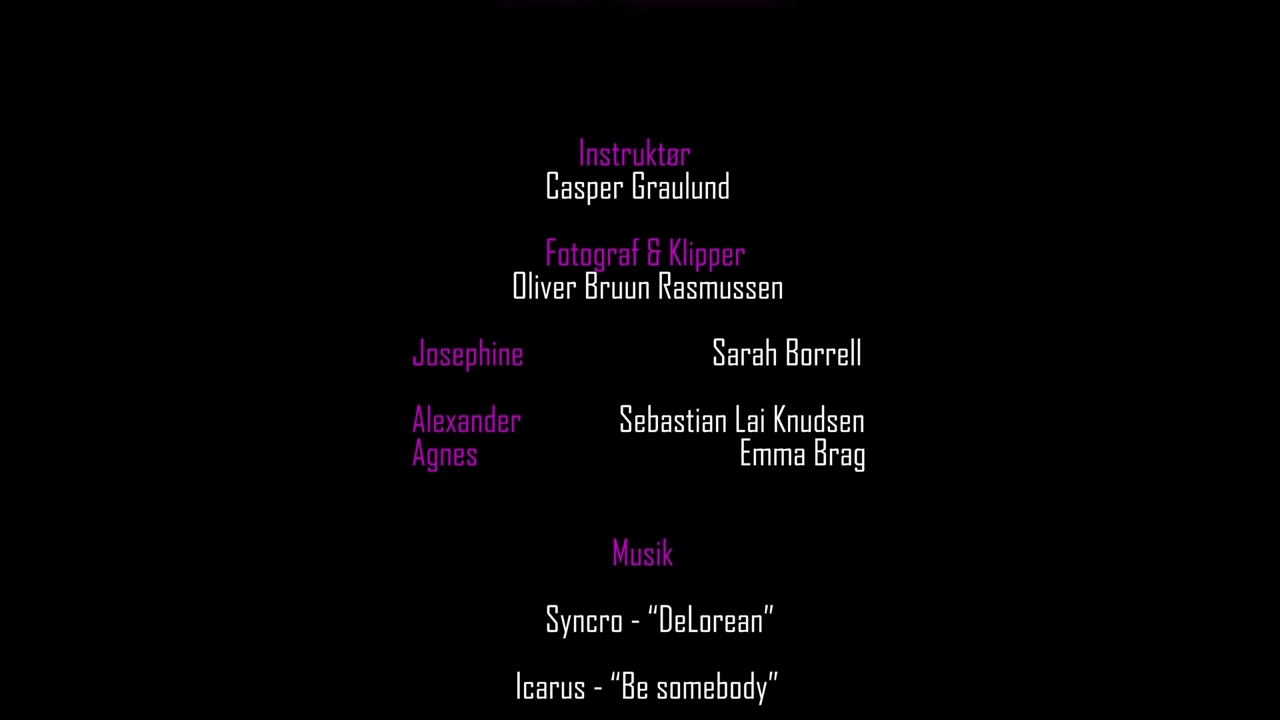 Instruktør
Casper Graulund
Fotograf & Klipper
Oliver Bruun Rasmussen
Josephine Sarah Borrell
Alexander Sebastian Lai Knudsen
Agnes Emma Brag
Musik
Syncro - “DeLorean”
Icarus - “Be somebody”